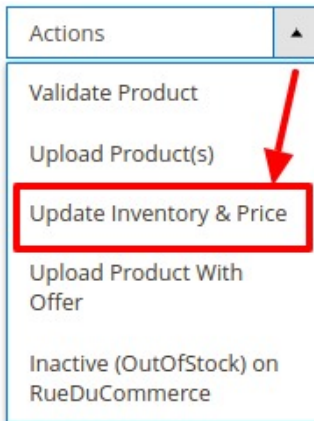 Actions
Validate Product
Upload Product(s)
Update Inventory & Price
Upload Product With
Offer
Inactive (OutOfStock) on
RueDuCommerce